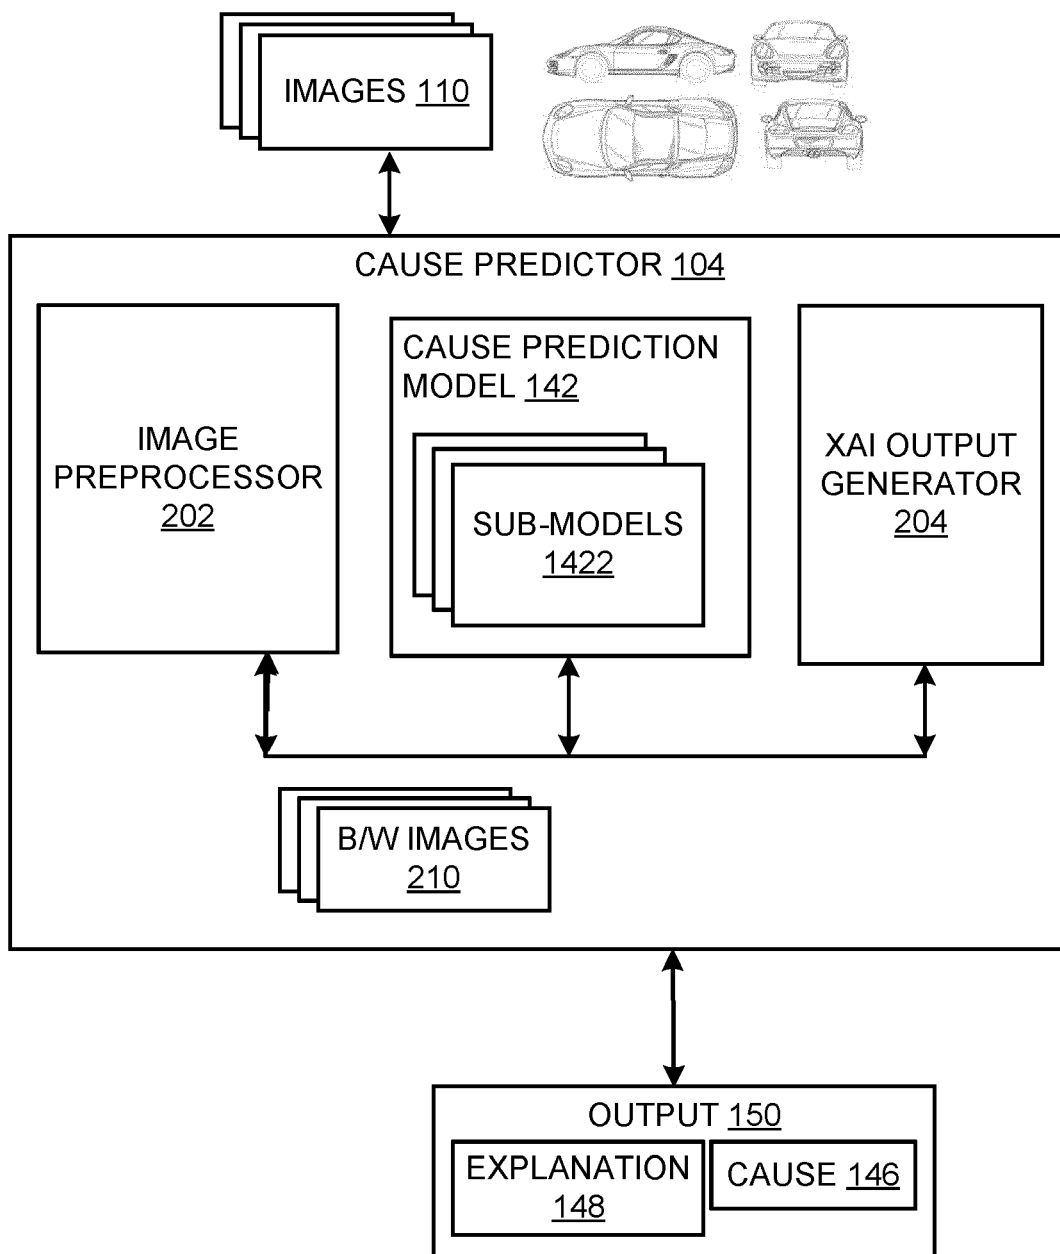 IMAGES 110
CAUSE PREDICTOR 104
IMAGE
PREPROCESSOR
202
CAUSE PREDICTION
MODEL 142
SUB-MODELS
1422
XAI OUTPUT
GENERATOR
204
B/W IMAGES
210
OUTPUT 150
EXPLANATION
148
CAUSE 146